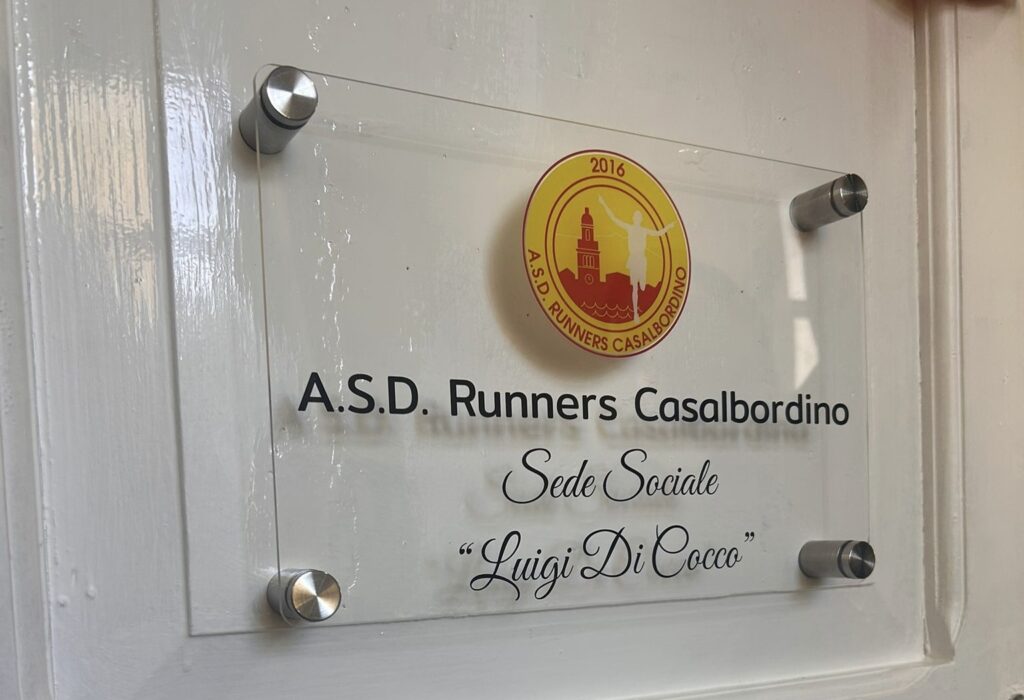 2016
A.S.D. RUNNERS CASALBORDINO
A.S.D. Runners Casalbordino
Sede Sociale
“Luigi Di Cocco”